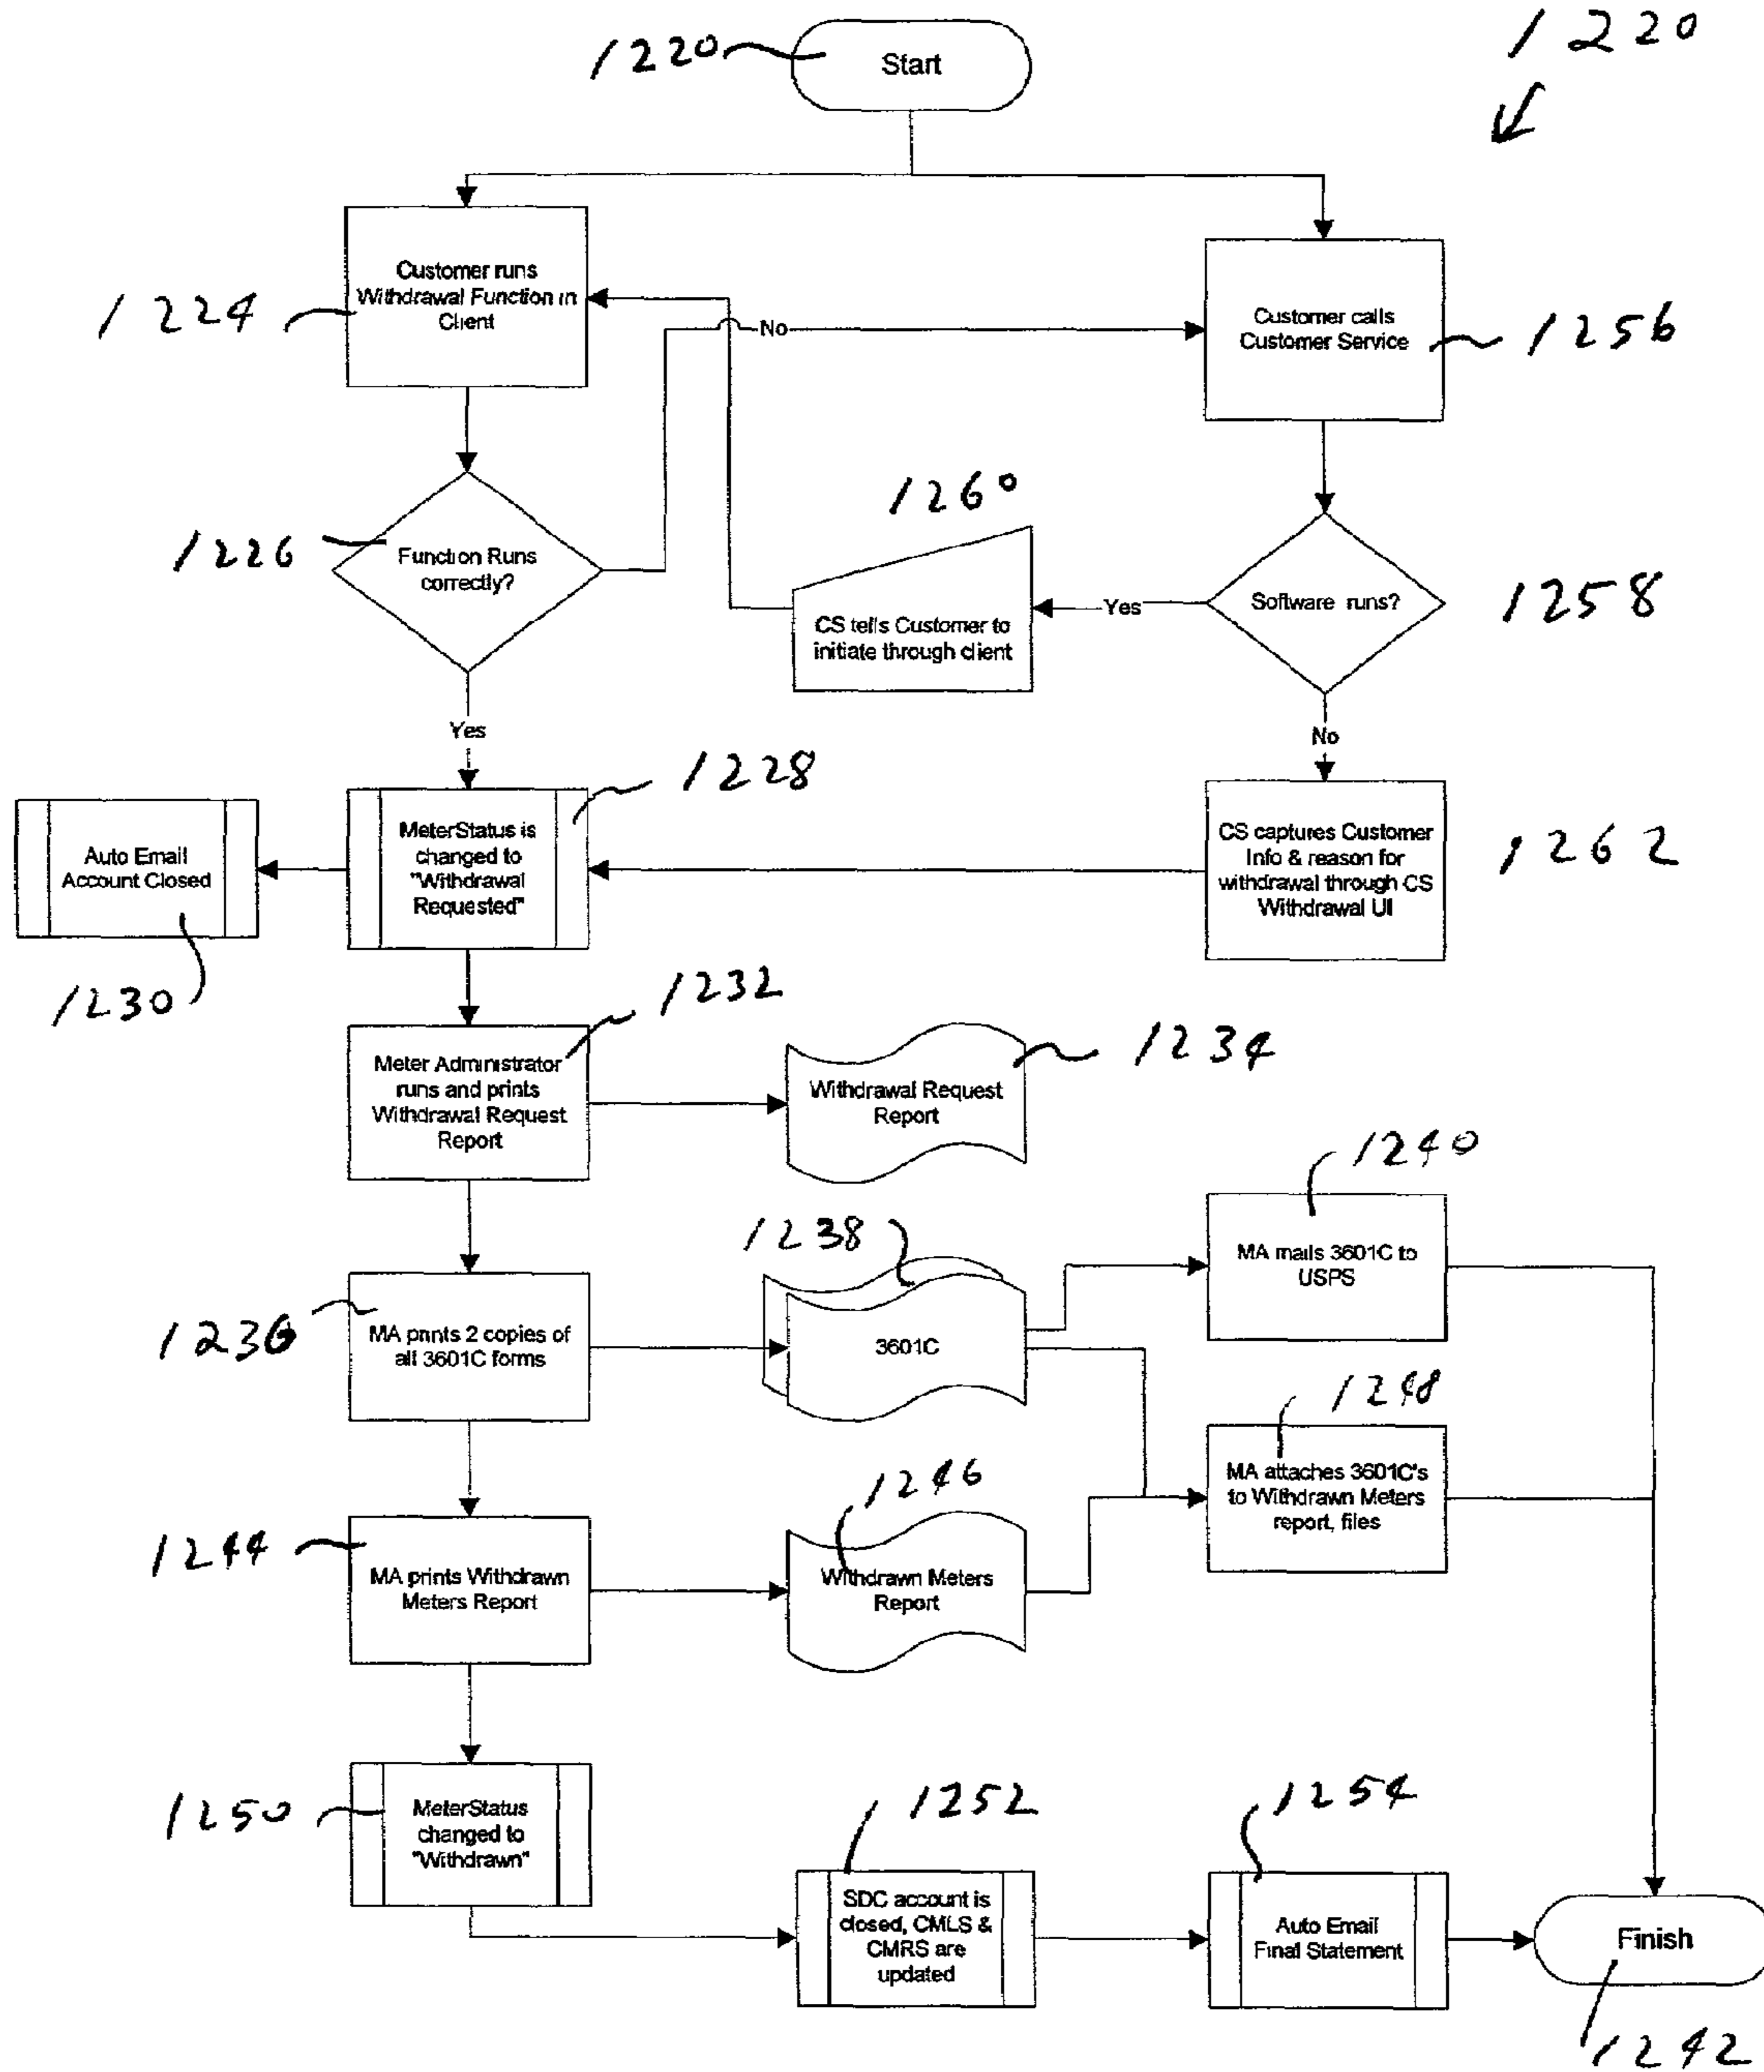 1220
Start
1220
Customer runs
Withdrawal Function in
Client
1224
No
Customer calls
Customer Service
1256
1226
Function Runs
correctly?
1260
CS tells Customer to
initiate through client
Yes
Software runs?
1258
Yes
No
1228
Auto Email
Account Closed
1230
MeterStatus is
changed to
"Withdrawal
Requested"
CS captures Customer
Info & reason for
withdrawal through CS
Withdrawal UI
1262
1232
Meter Administrator
runs and prints
Withdrawal Request
Report
Withdrawal Request
Report
1234
1240
MA mails 3601C to
USPS
1238
1236
MA prints 2 copies of
all 3601C forms
3601C
1248
MA attaches 3601C's
to Withdrawn Meters
report, files
1246
1244
MA prints Withdrawn
Meters Report
Withdrawn Meters
Report
1250
MeterStatus
changed to
"Withdrawn"
1252
SDC account is
closed, CMLS &
CMRS are
updated
1254
Auto Email
Final Statement
Finish
1242